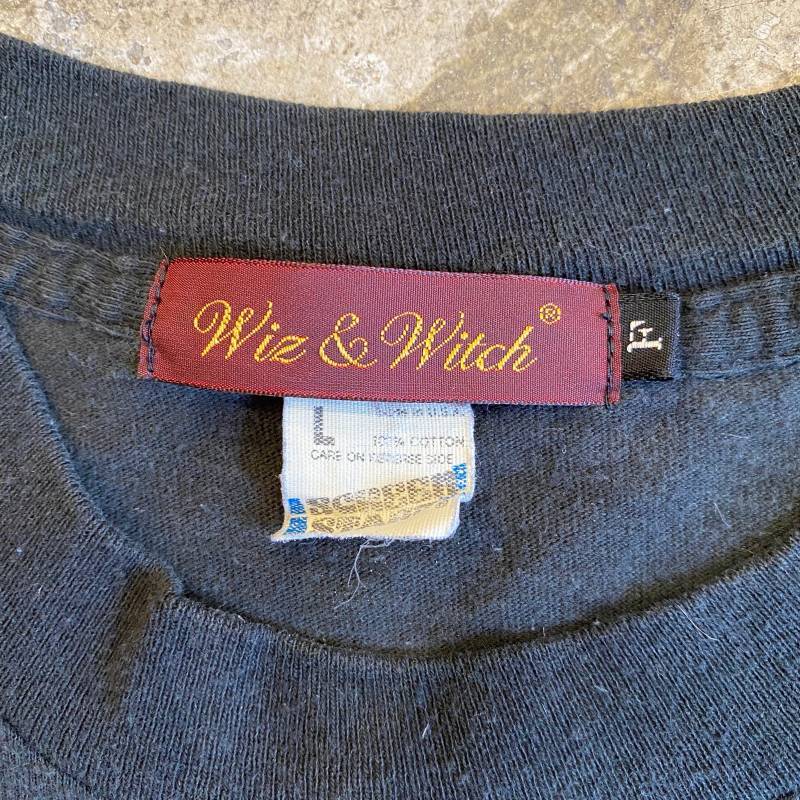 Wiz & Witch ®
F
L
100% COTTON
CARE ON REVERSE SIDE